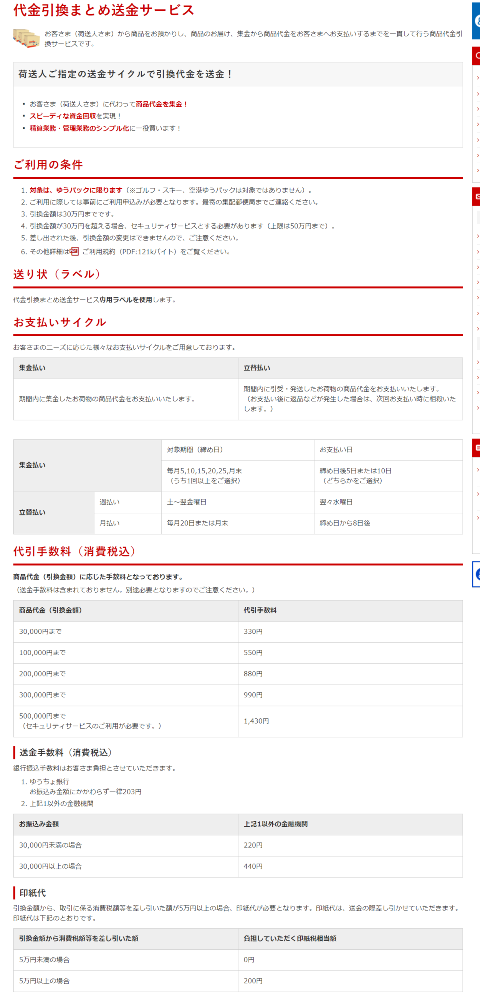 代金引換まとめ送金サービス
お客さま（荷送人さま）から商品をお預かりし、商品のお届け、集金から商品代金をお客さまへお支払いするまでを一貫して行う商品代金引
換サービスです。
荷送人ご指定の送金サイクルで引換代金を送金！
▪ お客さま（荷送人さま）に代わって商品代金を集金！
▪ スピーディな資金回収を実現！
▪ 精算業務・管理業務のシンプル化に一役買います！
ご利用の条件
1. 対象は、ゆうパックに限ります（※ゴルフ・スキー、空港ゆうパックは対象ではありません）。
2. ご利用に際しては事前にご利用申込みが必要となります。最寄の集配郵便局までご連絡ください。
3. 引換金額は30万円までです。
4. 引換金額が30万円を超える場合、セキュリティサービスとする必要があります（上限は50万円まで）。
5. 差し出された後、引換金額の変更はできませんので、ご注意ください。
6. その他詳細は PDF ご利用規約（PDF:121kバイト）をご覧ください。
送り状（ラベル）
代金引換まとめ送金サービス専用ラベルを使用します。
お支払いサイクル
お客さまのニーズに応じた様々なお支払いサイクルをご用意しております。
集金払い 立替払い
期間内に集金したお荷物の商品代金をお支払いいたします。
期間内に引受・発送したお荷物の商品代金をお支払いいたします。
（お支払い後に返品などが発生した場合は、次回お支払い時に相殺いた
します。）
集金払い
対象期間（締め日） お支払い日
毎月5,10,15,20,25,月末
（うち1回以上をご選択）
締め日後5日または10日
（どちらかをご選択）
立替払い
週払い 土～翌金曜日 翌々水曜日
月払い 毎月20日または月末 締め日から8日後
代引手数料（消費税込）
商品代金（引換金額）に応じた手数料となっております。
（送金手数料は含まれておりません。別途必要となりますのでご注意ください。）
商品代金（引換金額） 代引手数料
30,000円まで 330円
100,000円まで 550円
200,000円まで 880円
300,000円まで 990円
500,000円まで
（セキュリティサービスのご利用が必要です。）
1,430円
送金手数料（消費税込）
銀行振込手数料はお客さま負担とさせていただきます。
1. ゆうちょ銀行
お振込み金額にかかわらず一律203円
2. 上記1以外の金融機関
お振込み金額 上記1以外の金融機関
30,000円未満の場合 220円
30,000円以上の場合 440円
印紙代
引換金額から、取引に係る消費税額等を差し引いた額が5万円以上の場合、印紙代が必要となります。印紙代は、送金の際差し引かせていただきます。
印紙代は下記のとおりです。
引換金額から消費税額等を差し引いた額 負担していただく印紙税相当額
5万円未満の場合 0円
5万円以上の場合 200円